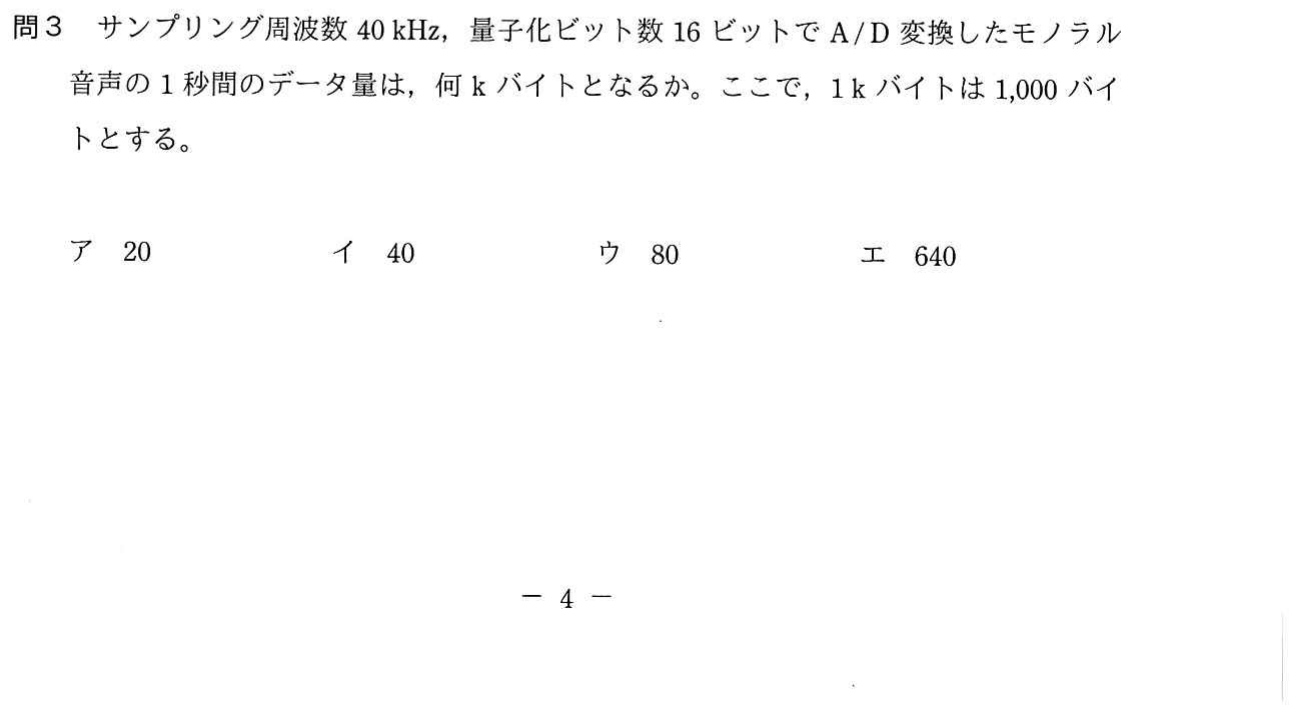 問3 サンプリング周波数 40 kHz，量子化ビット数 16 ビットで A/D 変換したモノラル
音声の 1 秒間のデータ量は，何 k バイトとなるか。ここで，1 k バイトは 1,000 バイ
トとする。
ア 20 イ 40 ウ 80 エ 640
— 4 —